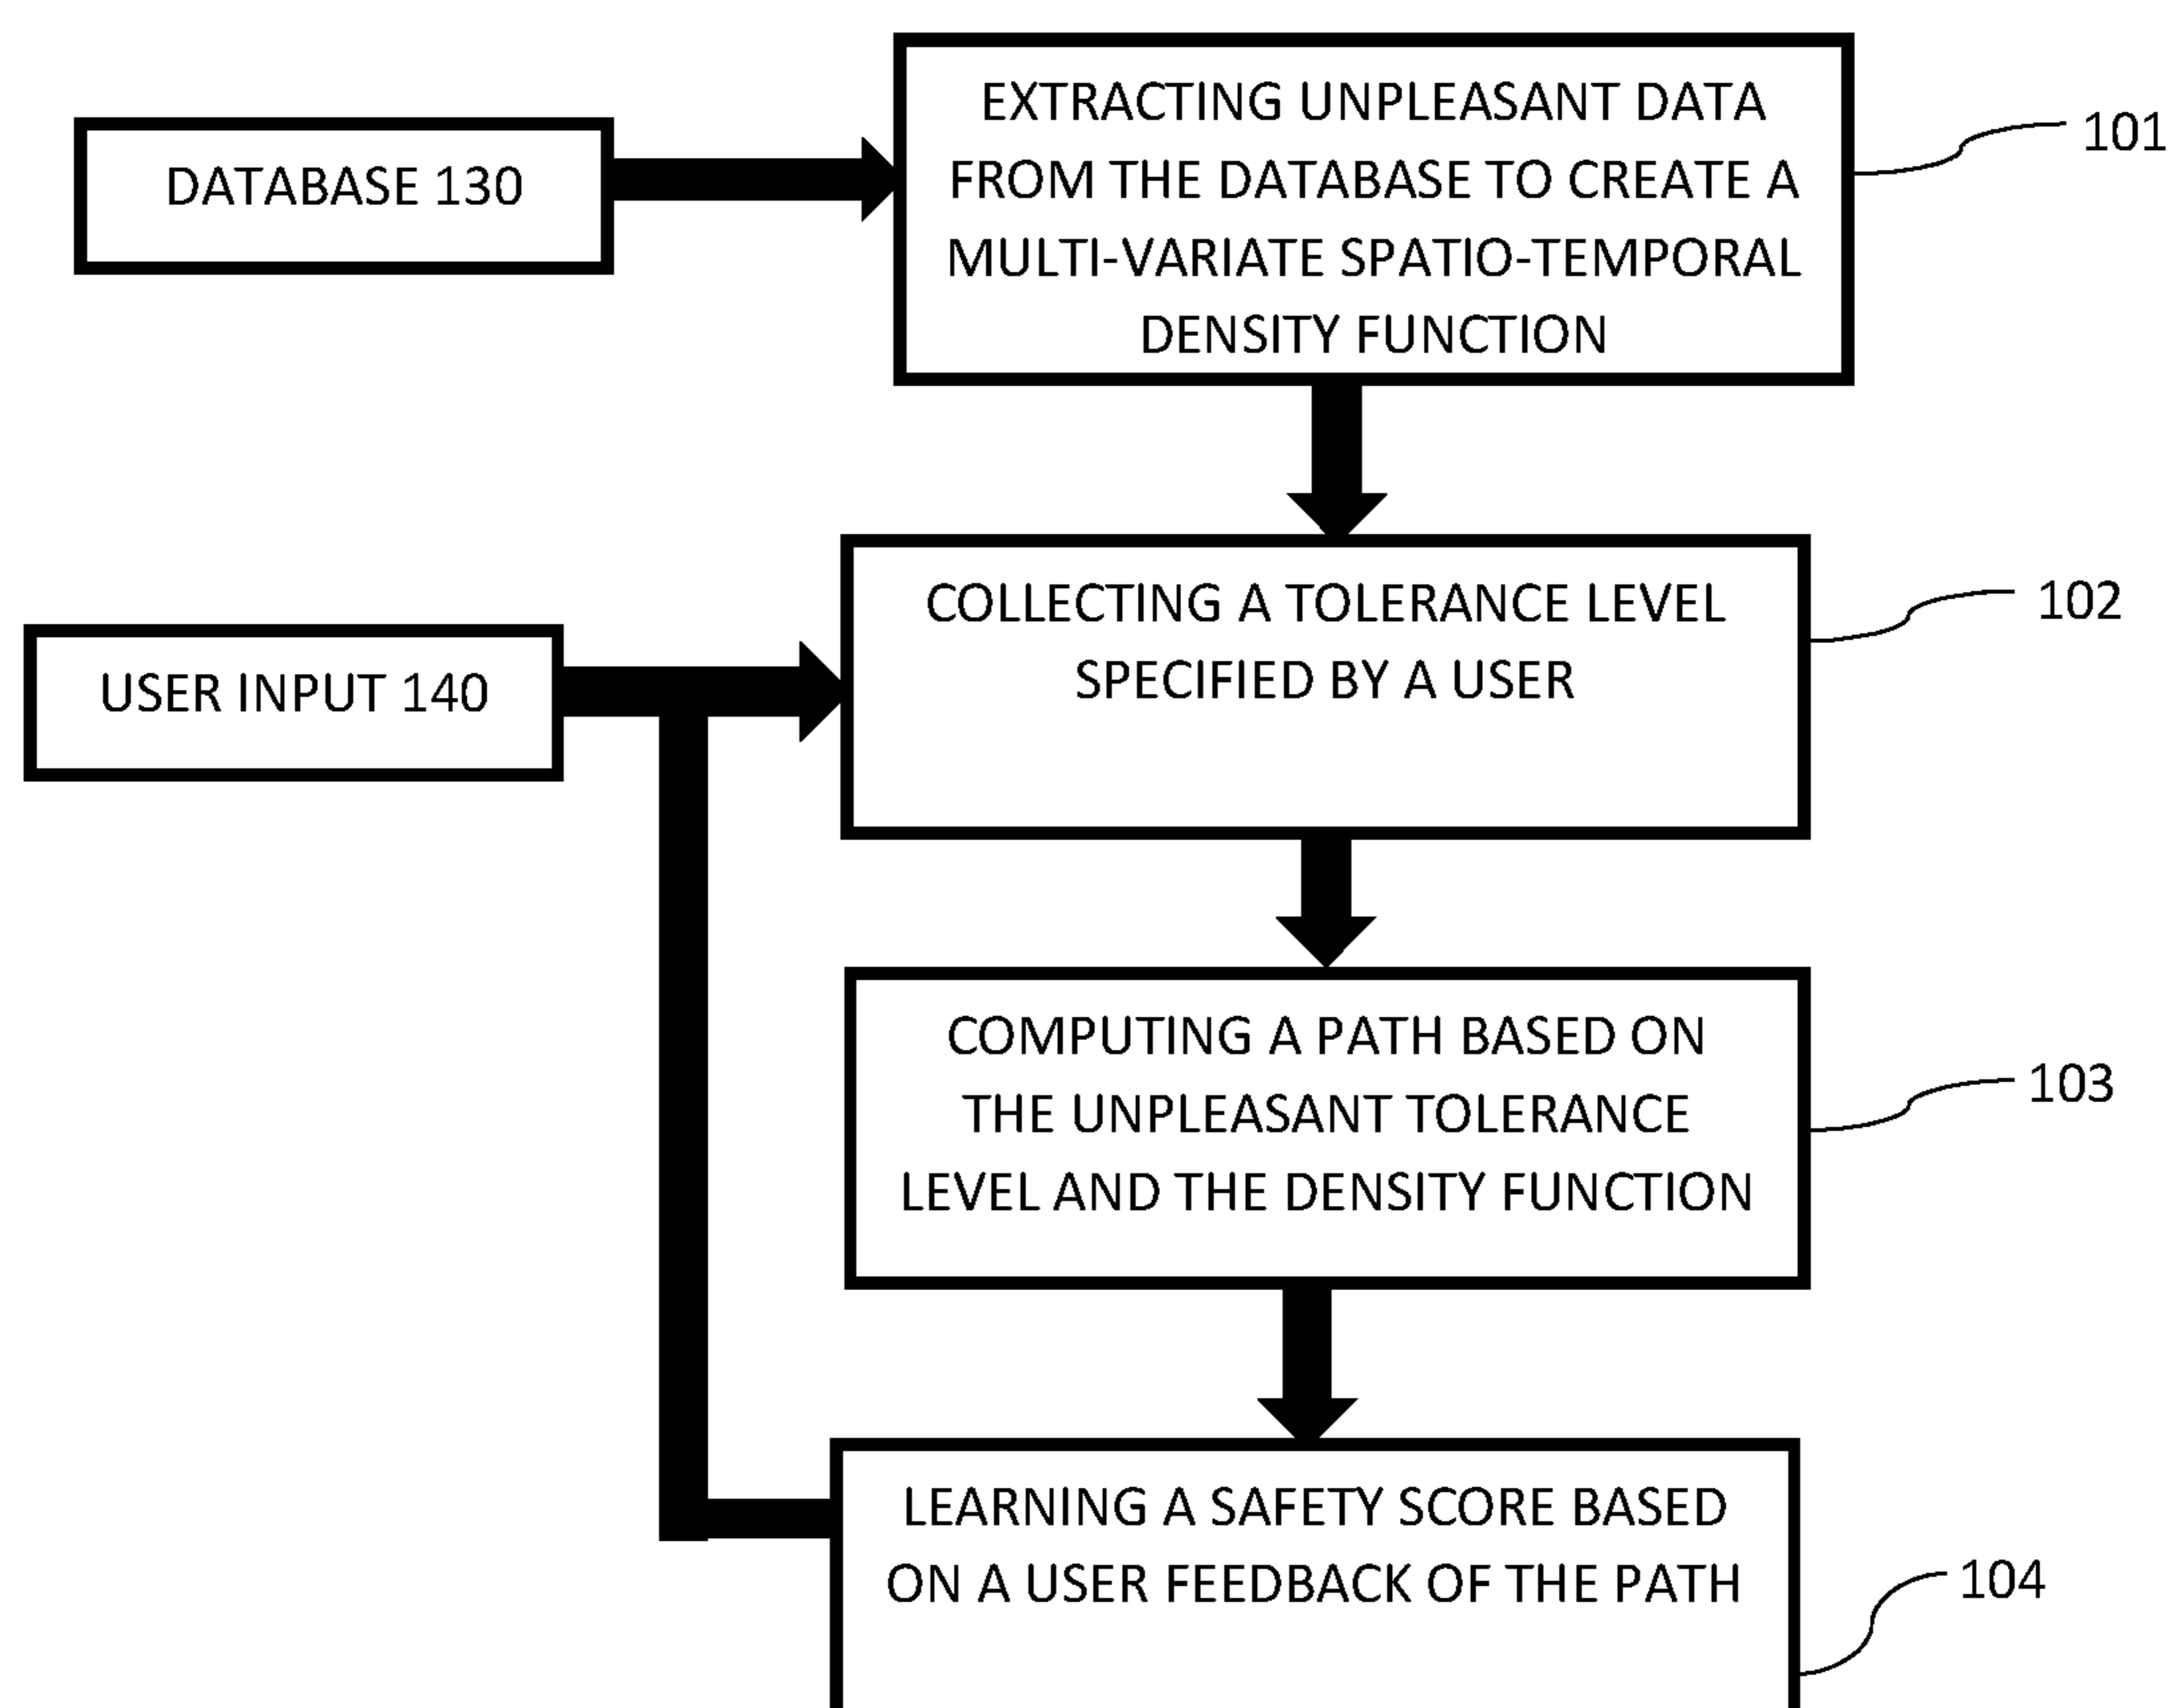 DATABASE 130
EXTRACTING UNPLEASANT DATA
FROM THE DATABASE TO CREATE A
MULTI-VARIATE SPATIO-TEMPORAL
DENSITY FUNCTION
101
USER INPUT 140
COLLECTING A TOLERANCE LEVEL
SPECIFIED BY A USER
102
COMPUTING A PATH BASED ON
THE UNPLEASANT TOLERANCE
LEVEL AND THE DENSITY FUNCTION
103
LEARNING A SAFETY SCORE BASED
ON A USER FEEDBACK OF THE PATH
104